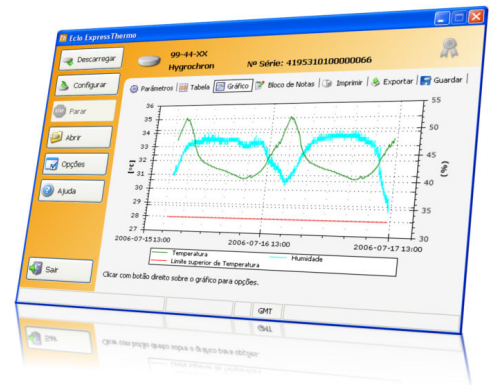 Eclo ExpressThermo
Descarregar
99-44-XX
Hygrochron
Nº Série: 4195310100000066
Configurar
Parâmetros
Tabela
Gráfico
Bloco de Notas
Imprimir
Exportar
Guardar
Parar
Abrir
Opções
Ajuda
Sair
36
35
34
33
32
31
30
29
28
27
[ºC]
55
50
45
40
35
30
(%)
2006-07-15 13:00
2006-07-16 13:00
2006-07-17 13:00
Temperatura
Humidade
Limite superior de Temperatura
Clicar com botão direito sobre o gráfico para opções.
GMT